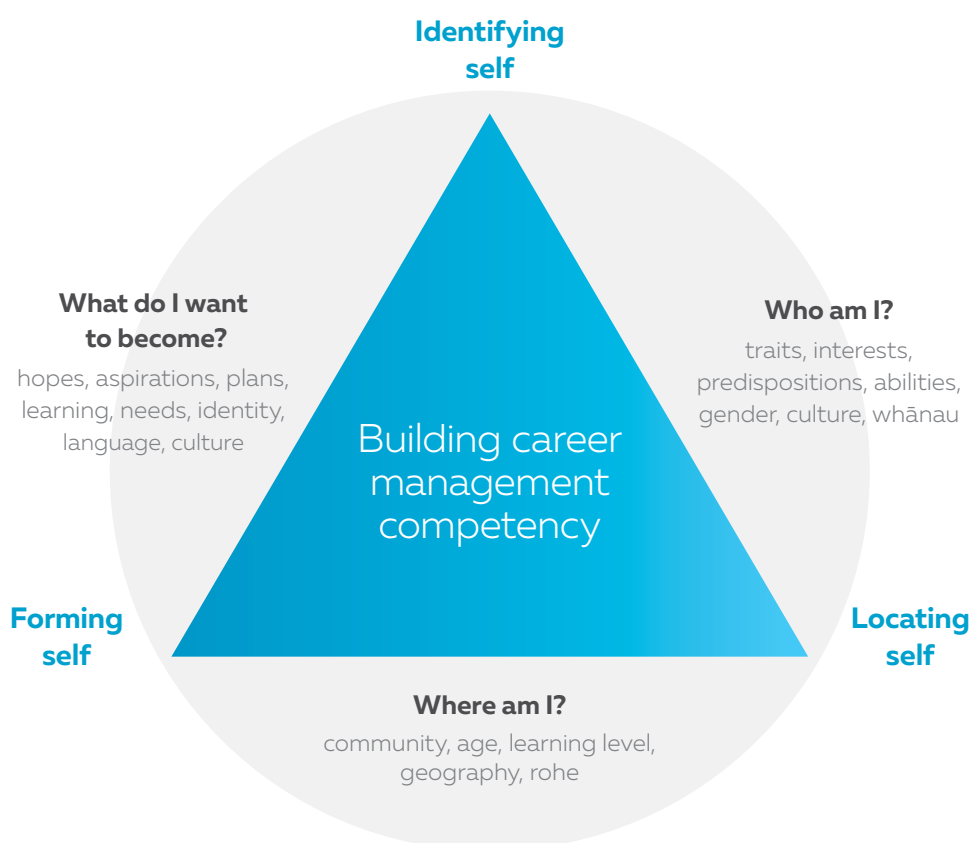 Identifying
self
What do I want
to become?
hopes, aspirations, plans,
learning, needs, identity,
language, culture
Who am I?
traits, interests,
predispositions, abilities,
gender, culture, whānau
Building career
management
competency
Forming
self
Locating
self
Where am I?
community, age, learning level,
geography, rohe